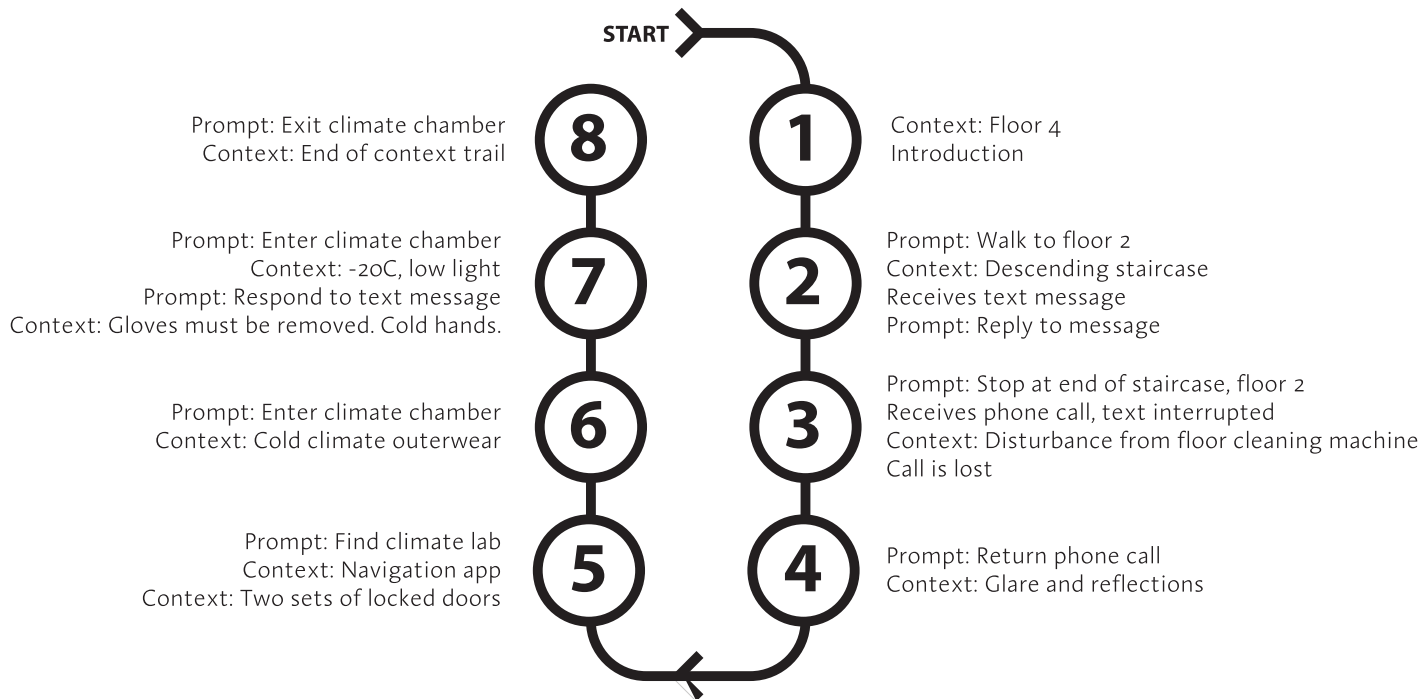 START
1
Context: Floor 4
Introduction
2
Prompt: Walk to floor 2
Context: Descending staircase
Receives text message
Prompt: Reply to message
3
Prompt: Stop at end of staircase, floor 2
Receives phone call, text interrupted
Context: Disturbance from floor cleaning machine
Call is lost
4
Prompt: Return phone call
Context: Glare and reflections
5
Prompt: Find climate lab
Context: Navigation app
Context: Two sets of locked doors
6
Prompt: Enter climate chamber
Context: Cold climate outerwear
7
Prompt: Enter climate chamber
Context: -20C, low light
Prompt: Respond to text message
Context: Gloves must be removed. Cold hands.
8
Prompt: Exit climate chamber
Context: End of context trail